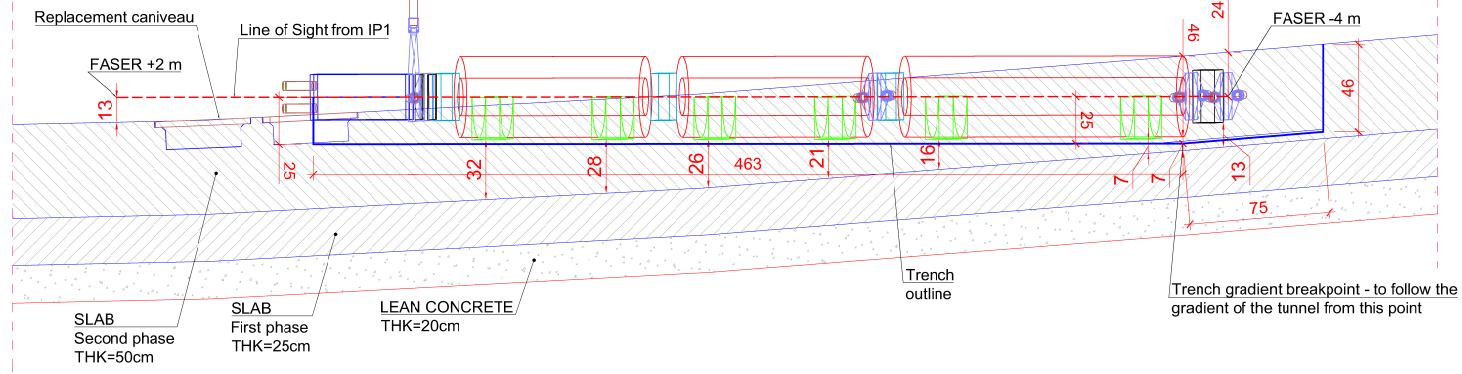 Replacement caniveau
Line of Sight from IP1
FASER +2 m
FASER -4 m
24
46
13
46
25
25
32
28
26
463
21
16
7
7
13
75
SLAB
Second phase
THK=50cm
SLAB
First phase
THK=25cm
LEAN CONCRETE
THK=20cm
Trench
outline
Trench gradient breakpoint - to follow the
gradient of the tunnel from this point